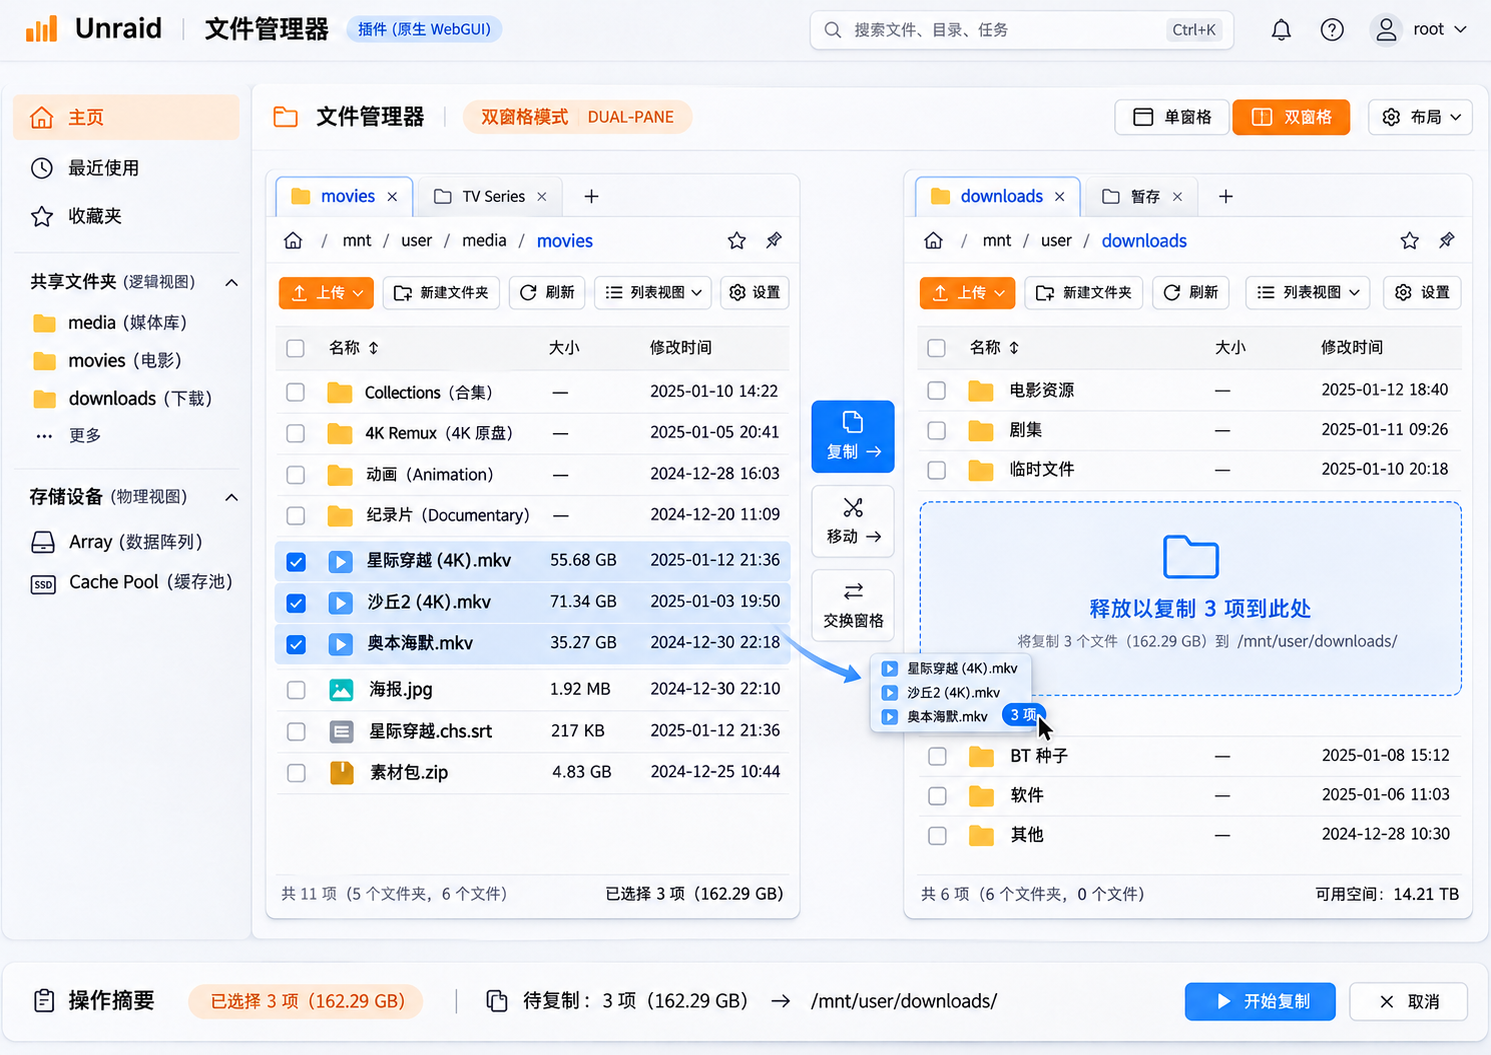 Unraid 文件管理器 插件 (原生 WebGUI) 搜索文件、目录、任务 Ctrl+K root
主页
最近使用
收藏夹
共享文件夹 (逻辑视图)
media (媒体库)
movies (电影)
downloads (下载)
··· 更多
存储设备 (物理视图)
Array (数据阵列)
SSD Cache Pool (缓存池)
文件管理器 双窗格模式 DUAL-PANE 单窗格 双窗格 布局
movies × TV Series × +
/ mnt / user / media / movies
上传 新建文件夹 刷新 列表视图 设置
名称 大小 修改时间
Collections（合集） — 2025-01-10 14:22
4K Remux（4K 原盘） — 2025-01-05 20:41
动画（Animation） — 2024-12-28 16:03
纪录片（Documentary） — 2024-12-20 11:09
星际穿越 (4K).mkv 55.68 GB 2025-01-12 21:36
沙丘2 (4K).mkv 71.34 GB 2025-01-03 19:50
奥本海默.mkv 35.27 GB 2024-12-30 22:18
海报.jpg 1.92 MB 2024-12-30 22:10
星际穿越.chs.srt 217 KB 2025-01-12 21:36
素材包.zip 4.83 GB 2024-12-25 10:44
共 11 项（5 个文件夹，6 个文件） 已选择 3 项（162.29 GB）
复制 →
移动 →
交换窗格
downloads × 暂存 × +
/ mnt / user / downloads
上传 新建文件夹 刷新 列表视图 设置
名称 大小 修改时间
电影资源 — 2025-01-12 18:40
剧集 — 2025-01-11 09:26
临时文件 — 2025-01-10 20:18
释放以复制 3 项到此处
将复制 3 个文件（162.29 GB）到 /mnt/user/downloads/
星际穿越 (4K).mkv
沙丘2 (4K).mkv
奥本海默.mkv 3 项
BT 种子 — 2025-01-08 15:12
软件 — 2025-01-06 11:03
其他 — 2024-12-28 10:30
共 6 项（6 个文件夹，0 个文件） 可用空间：14.21 TB
操作摘要 已选择 3 项（162.29 GB） 待复制：3 项（162.29 GB） → /mnt/user/downloads/ 开始复制 × 取消